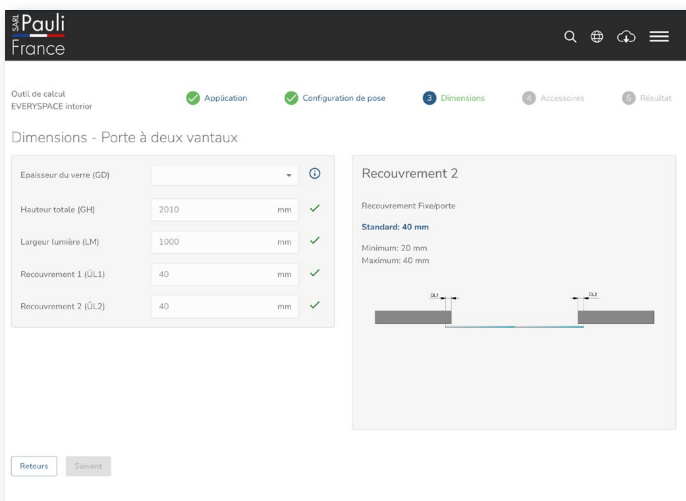 SARL Pauli
France
Outil de calcul
EVERYSPACE interior
Application
Configuration de pose
3 Dimensions
4 Accessoires
5 Résultat
Dimensions - Porte à deux vantaux
Epaisseur du verre (GD)
Hauteur totale (GH) 2010 mm
Largeur lumière (LM) 1000 mm
Recouvrement 1 (ÜL1) 40 mm
Recouvrement 2 (ÜL2) 40 mm
Recouvrement 2
Recouvrement Fixe/porte
Standard: 40 mm
Minimum: 20 mm
Maximum: 40 mm
ÜL1 ÜL2
Retours Suivant